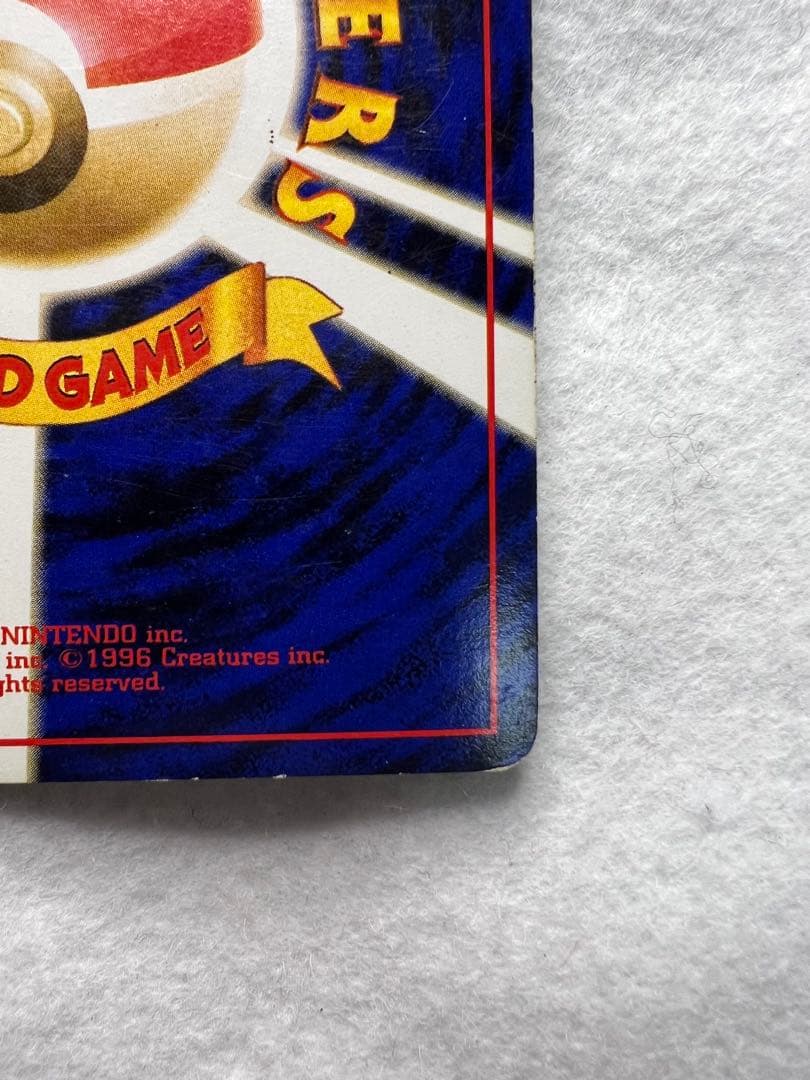 ERS
D GAME
NINTENDO inc.
inc. ©1996 Creatures inc.
ghts reserved.